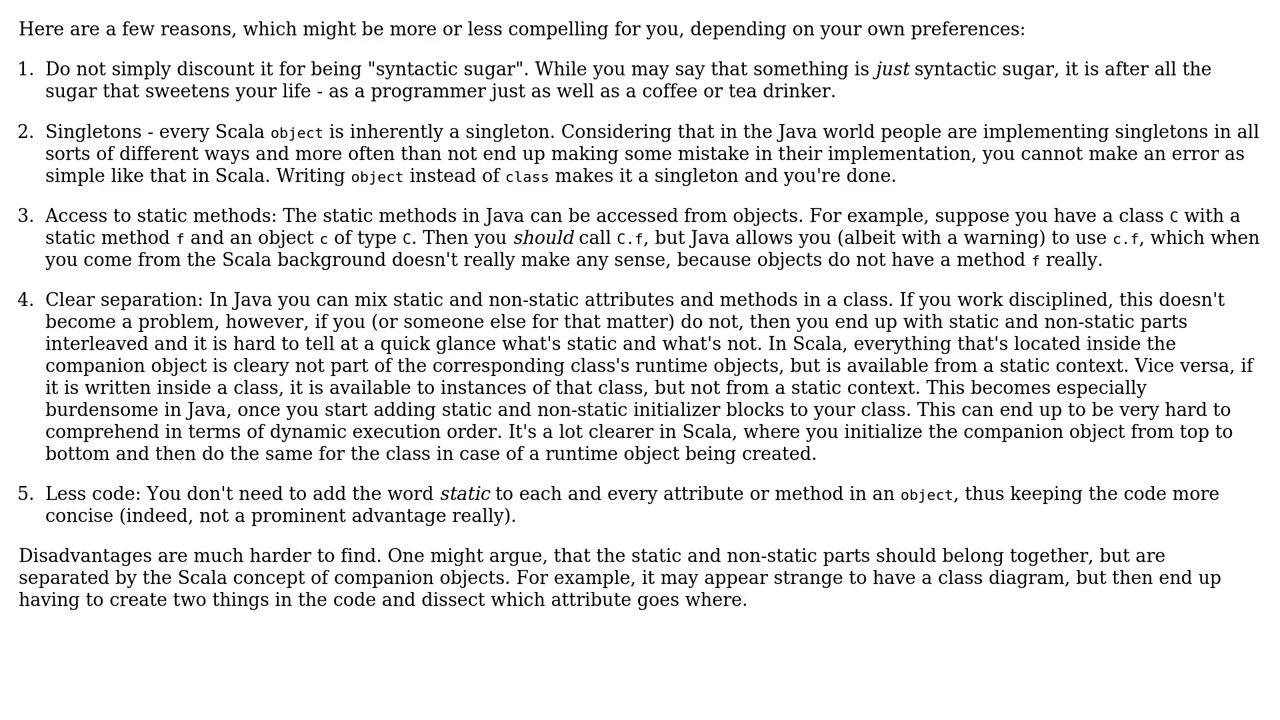 Here are a few reasons, which might be more or less compelling for you, depending on your own preferences:
1. Do not simply discount it for being "syntactic sugar". While you may say that something is just syntactic sugar, it is after all the
sugar that sweetens your life - as a programmer just as well as a coffee or tea drinker.
2. Singletons - every Scala object is inherently a singleton. Considering that in the Java world people are implementing singletons in all
sorts of different ways and more often than not end up making some mistake in their implementation, you cannot make an error as
simple like that in Scala. Writing object instead of class makes it a singleton and you're done.
3. Access to static methods: The static methods in Java can be accessed from objects. For example, suppose you have a class C with a
static method f and an object c of type C. Then you should call C.f, but Java allows you (albeit with a warning) to use c.f, which when
you come from the Scala background doesn't really make any sense, because objects do not have a method f really.
4. Clear separation: In Java you can mix static and non-static attributes and methods in a class. If you work disciplined, this doesn't
become a problem, however, if you (or someone else for that matter) do not, then you end up with static and non-static parts
interleaved and it is hard to tell at a quick glance what's static and what's not. In Scala, everything that's located inside the
companion object is cleary not part of the corresponding class's runtime objects, but is available from a static context. Vice versa, if
it is written inside a class, it is available to instances of that class, but not from a static context. This becomes especially
burdensome in Java, once you start adding static and non-static initializer blocks to your class. This can end up to be very hard to
comprehend in terms of dynamic execution order. It's a lot clearer in Scala, where you initialize the companion object from top to
bottom and then do the same for the class in case of a runtime object being created.
5. Less code: You don't need to add the word static to each and every attribute or method in an object, thus keeping the code more
concise (indeed, not a prominent advantage really).
Disadvantages are much harder to find. One might argue, that the static and non-static parts should belong together, but are
separated by the Scala concept of companion objects. For example, it may appear strange to have a class diagram, but then end up
having to create two things in the code and dissect which attribute goes where.